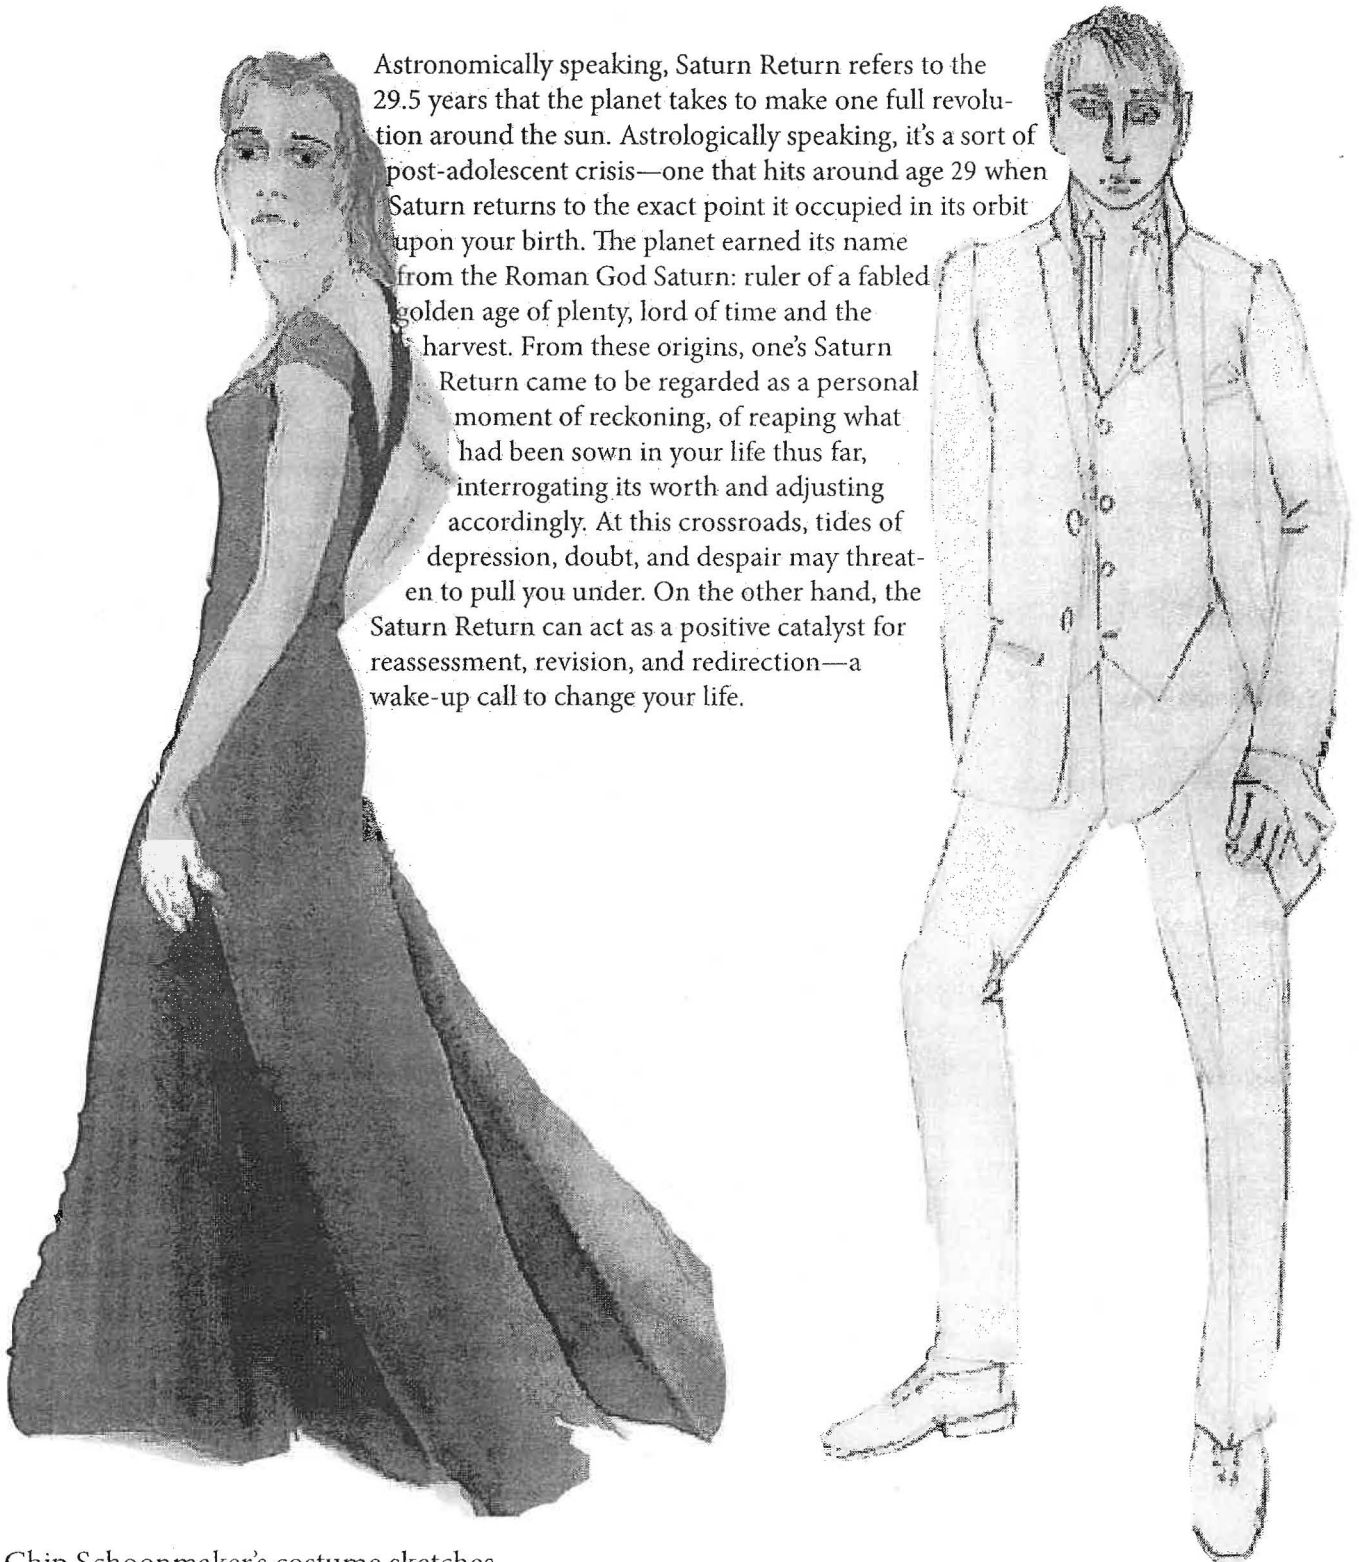 Astronomically speaking, Saturn Return refers to the
29.5 years that the planet takes to make one full revolu-
tion around the sun. Astrologically speaking, it's a sort of
post-adolescent crisis—one that hits around age 29 when
Saturn returns to the exact point it occupied in its orbit
upon your birth. The planet earned its name
from the Roman God Saturn: ruler of a fabled
golden age of plenty, lord of time and the
harvest. From these origins, one's Saturn
Return came to be regarded as a personal
moment of reckoning, of reaping what
had been sown in your life thus far,
interrogating its worth and adjusting
accordingly. At this crossroads, tides of
depression, doubt, and despair may threat-
en to pull you under. On the other hand, the
Saturn Return can act as a positive catalyst for
reassessment, revision, and redirection—a
wake-up call to change your life.
Chip Schoonmaker's costume sketches